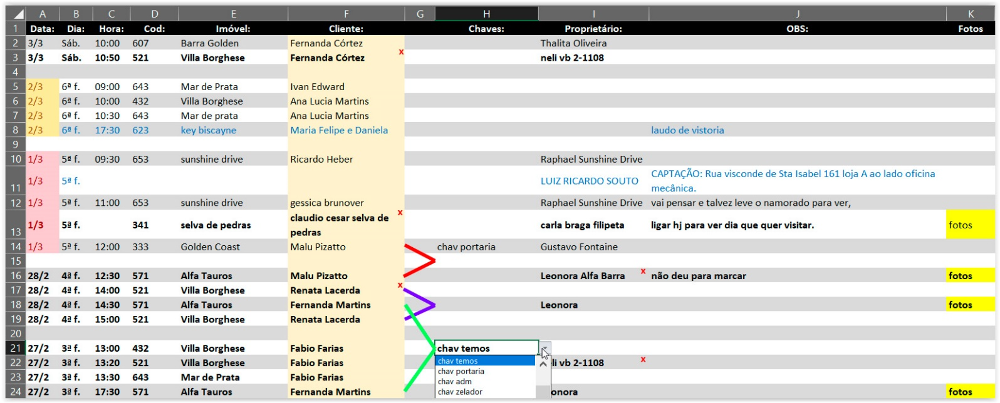 A B C D E F G H I J K
1 Data: Dia: Hora: Cod: Imóvel: Cliente: Chaves: Proprietário: OBS: Fotos
2 3/3 Sáb. 10:00 607 Barra Golden Fernanda Córtez Thalita Oliveira
3 3/3 Sáb. 10:50 521 Villa Borghese Fernanda Córtez x neli vb 2-1108
4
5 2/3 6ª f. 09:00 643 Mar de Prata Ivan Edward
6 2/3 6ª f. 10:00 432 Villa Borghese Ana Lucia Martins
7 2/3 6ª f. 10:30 643 Mar de prata Ana Lucia Martins
8 2/3 6ª f. 17:30 623 key biscayne Maria Felipe e Daniela laudo de vistoria
9
10 1/3 5ª f. 09:30 653 sunshine drive Ricardo Heber Raphael Sunshine Drive
11 1/3 5ª f. LUIZ RICARDO SOUTO CAPTAÇÃO: Rua visconde de Sta Isabel 161 loja A ao lado oficina
mecânica.
12 1/3 5ª f. 11:00 653 sunshine drive gessica brunover Raphael Sunshine Drive vai pensar e talvez leve o namorado para ver,
13 1/3 5ª f. 341 selva de pedras claudio cesar selva de x carla braga filipeta ligar hj para ver dia que quer visitar. fotos
pedras
14 1/3 5ª f. 12:00 333 Golden Coast Malu Pizatto chav portaria Gustavo Fontaine
15
16 28/2 4ª f. 12:30 571 Alfa Tauros Malu Pizatto Leonora Alfa Barra x não deu para marcar fotos
17 28/2 4ª f. 14:00 521 Villa Borghese Renata Lacerda x
18 28/2 4ª f. 14:30 571 Alfa Tauros Fernanda Martins Leonora fotos
19 28/2 4ª f. 15:00 521 Villa Borghese Renata Lacerda
20
21 27/2 3ª f. 13:00 432 Villa Borghese Fabio Farias chav temos
22 27/2 3ª f. 13:20 521 Villa Borghese Fabio Farias chav temos li vb 2-1108 x
chav portaria
23 27/2 3ª f. 13:30 643 Mar de Prata Fabio Farias chav adm
24 27/2 3ª f. 17:30 571 Alfa Tauros Fernanda Martins chav zelador onora fotos